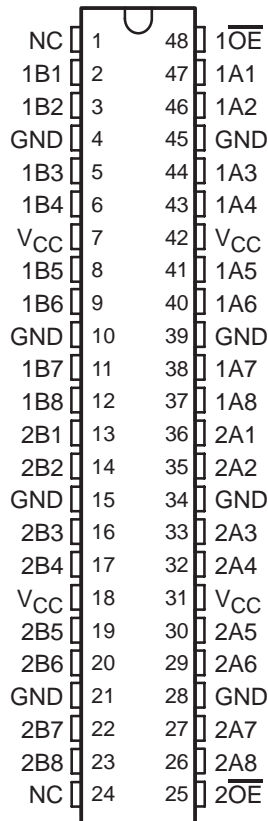 NC 1 48 1O̅E̅
1B1 2 47 1A1
1B2 3 46 1A2
GND 4 45 GND
1B3 5 44 1A3
1B4 6 43 1A4
VCC 7 42 VCC
1B5 8 41 1A5
1B6 9 40 1A6
GND 10 39 GND
1B7 11 38 1A7
1B8 12 37 1A8
2B1 13 36 2A1
2B2 14 35 2A2
GND 15 34 GND
2B3 16 33 2A3
2B4 17 32 2A4
VCC 18 31 VCC
2B5 19 30 2A5
2B6 20 29 2A6
GND 21 28 GND
2B7 22 27 2A7
2B8 23 26 2A8
NC 24 25 2O̅E̅